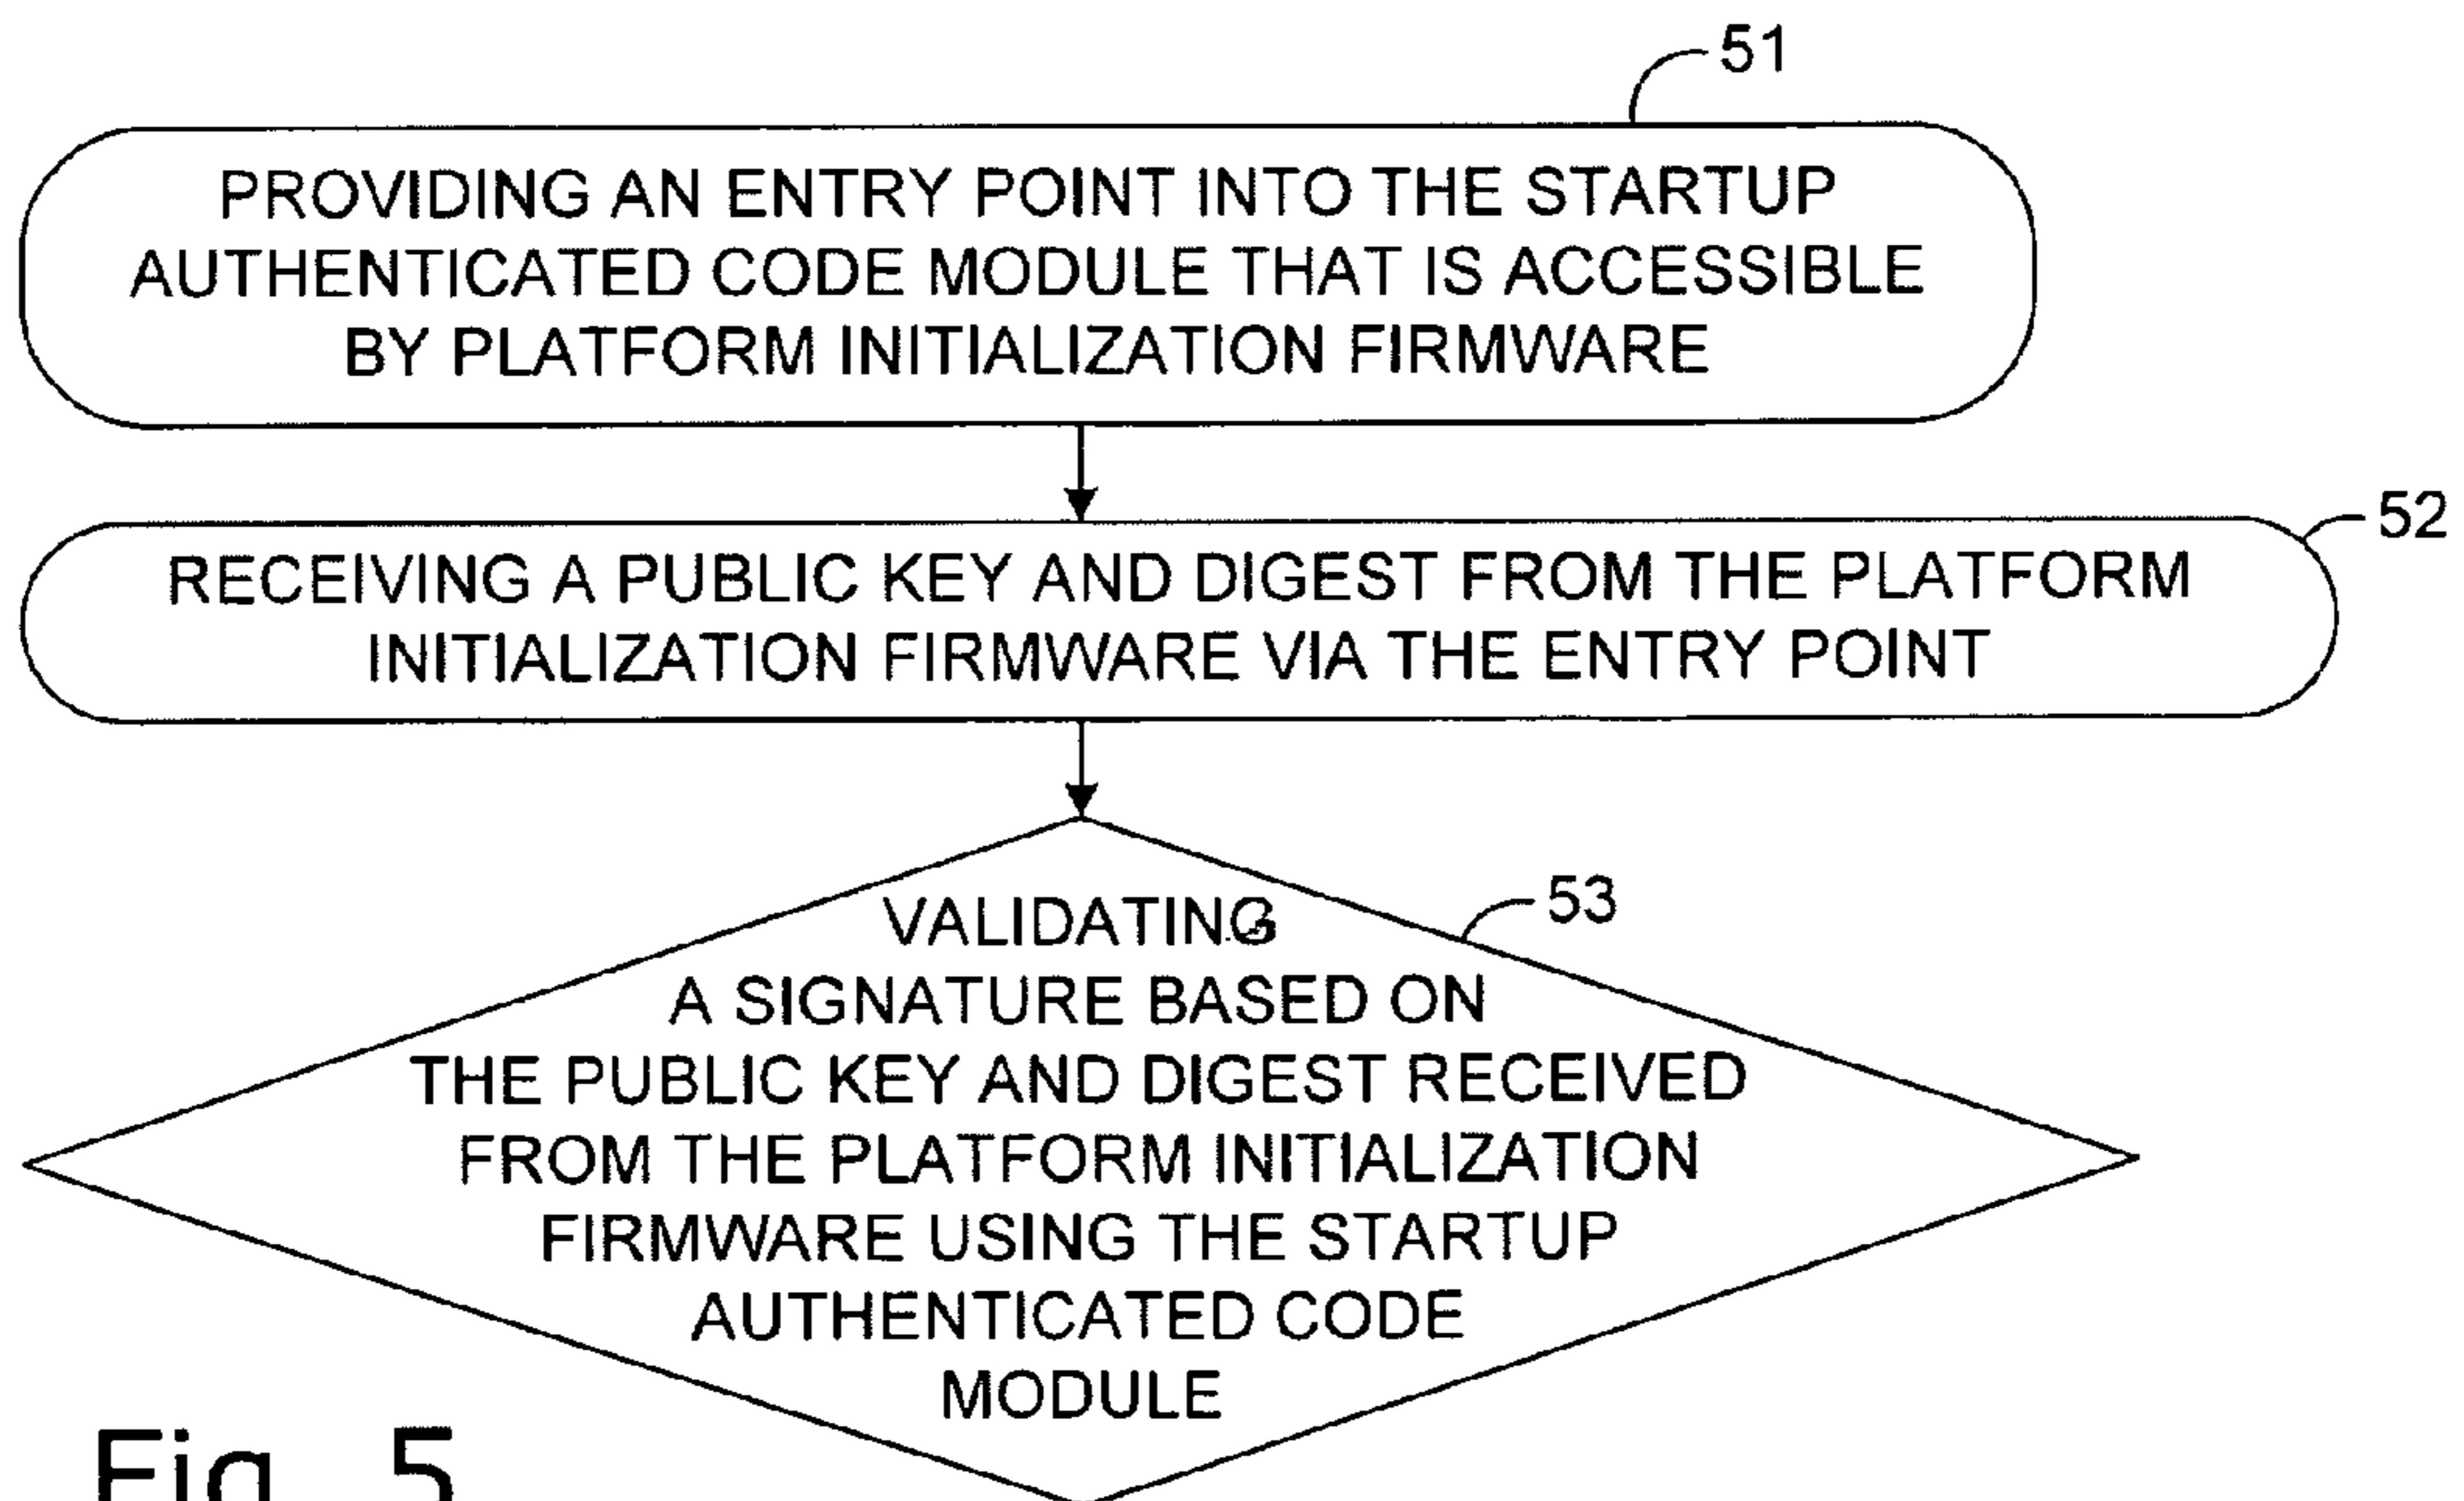 51
PROVIDING AN ENTRY POINT INTO THE STARTUP
AUTHENTICATED CODE MODULE THAT IS ACCESSIBLE
BY PLATFORM INITIALIZATION FIRMWARE
52
RECEIVING A PUBLIC KEY AND DIGEST FROM THE PLATFORM
INITIALIZATION FIRMWARE VIA THE ENTRY POINT
53
VALIDATING
A SIGNATURE BASED ON
THE PUBLIC KEY AND DIGEST RECEIVED
FROM THE PLATFORM INITIALIZATION
FIRMWARE USING THE STARTUP
AUTHENTICATED CODE
MODULE
Fig. 5